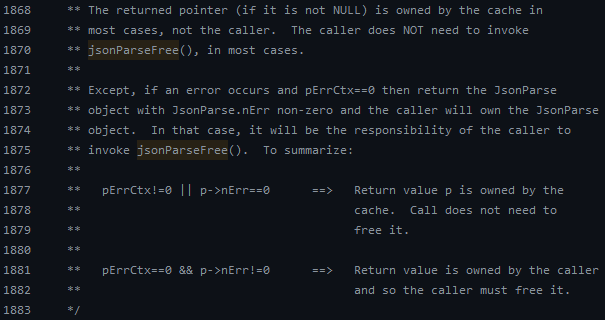 1868 ** The returned pointer (if it is not NULL) is owned by the cache in
1869 ** most cases, not the caller.  The caller does NOT need to invoke
1870 ** jsonParseFree(), in most cases.
1871 **
1872 ** Except, if an error occurs and pErrCtx==0 then return the JsonParse
1873 ** object with JsonParse.nErr non-zero and the caller will own the JsonParse
1874 ** object.  In that case, it will be the responsibility of the caller to
1875 ** invoke jsonParseFree().  To summarize:
1876 **
1877 **   pErrCtx!=0 || p->nErr==0      ==>   Return value p is owned by the
1878 **                                       cache.  Call does not need to
1879 **                                       free it.
1880 **
1881 **   pErrCtx==0 && p->nErr!=0      ==>   Return value is owned by the caller
1882 **                                       and so the caller must free it.
1883 */